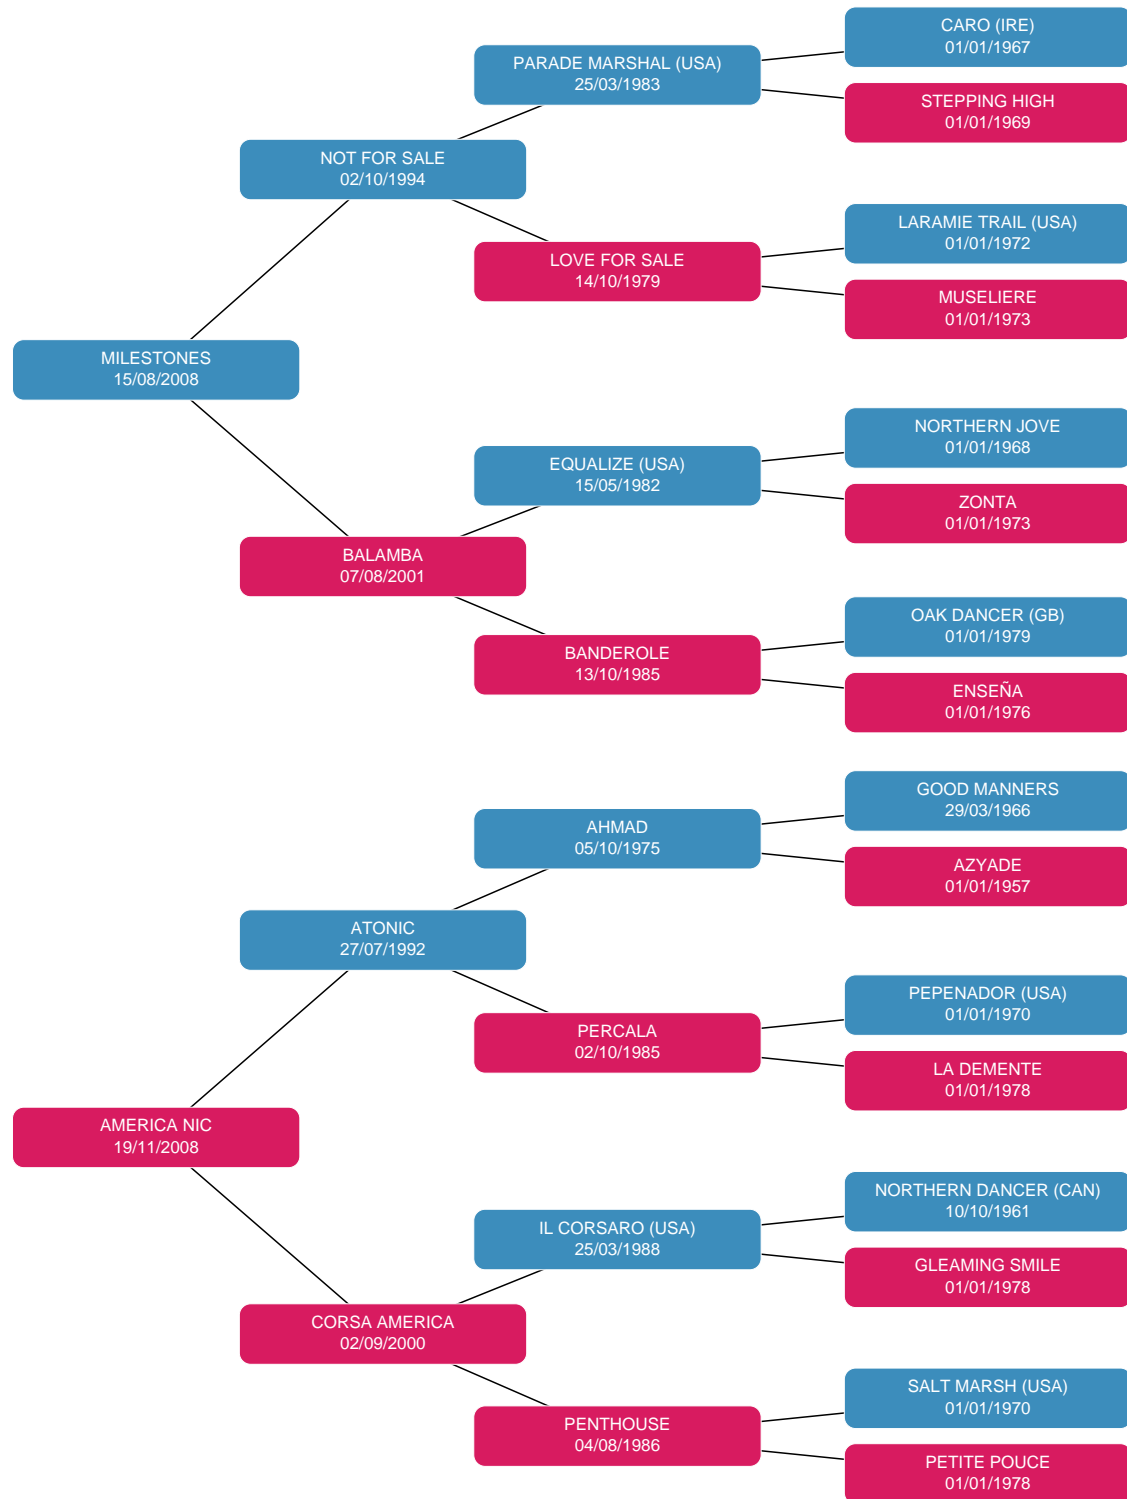 CARO (IRE)
01/01/1967
PARADE MARSHAL (USA)
25/03/1983
STEPPING HIGH
01/01/1969
NOT FOR SALE
02/10/1994
LARAMIE TRAIL (USA)
01/01/1972
LOVE FOR SALE
14/10/1979
MUSELIERE
01/01/1973
MILESTONES
15/08/2008
NORTHERN JOVE
01/01/1968
EQUALIZE (USA)
15/05/1982
ZONTA
01/01/1973
BALAMBA
07/08/2001
OAK DANCER (GB)
01/01/1979
BANDEROLE
13/10/1985
ENSEÑA
01/01/1976
GOOD MANNERS
29/03/1966
AHMAD
05/10/1975
AZYADE
01/01/1957
ATONIC
27/07/1992
PEPENADOR (USA)
01/01/1970
PERCALA
02/10/1985
LA DEMENTE
01/01/1978
AMERICA NIC
19/11/2008
NORTHERN DANCER (CAN)
10/10/1961
IL CORSARO (USA)
25/03/1988
GLEAMING SMILE
01/01/1978
CORSA AMERICA
02/09/2000
SALT MARSH (USA)
01/01/1970
PENTHOUSE
04/08/1986
PETITE POUCE
01/01/1978